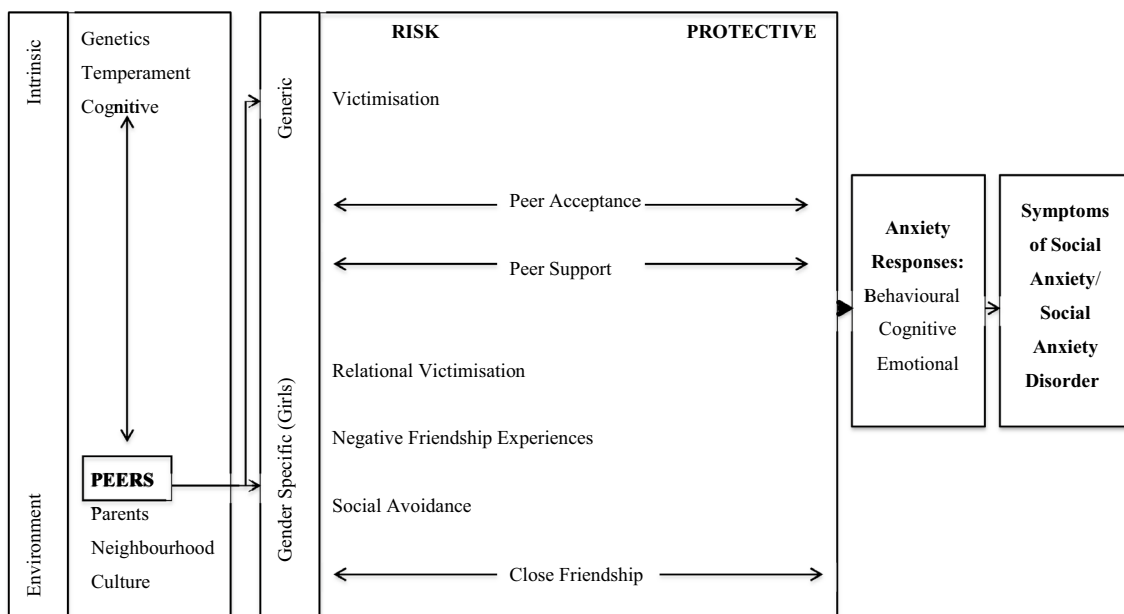 Intrinsic
Environment
Genetics
Temperament
Cognitive
PEERS
Parents
Neighbourhood
Culture
Generic
Gender Specific (Girls)
RISK
PROTECTIVE
Victimisation
Peer Acceptance
Peer Support
Relational Victimisation
Negative Friendship Experiences
Social Avoidance
Close Friendship
Anxiety
Responses:
Behavioural
Cognitive
Emotional
Symptoms
of Social
Anxiety/
Social
Anxiety
Disorder